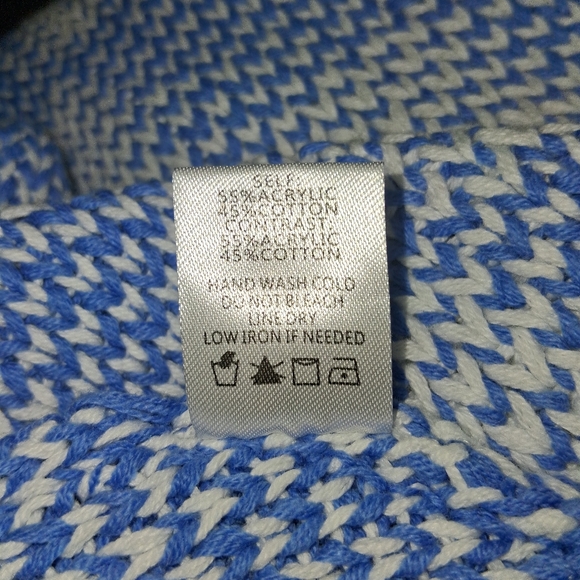 SELF:
55%ACRYLIC
45%COTTON
CONTRAST:
55%ACRYLIC
45%COTTON
HAND WASH COLD
DO NOT BLEACH
LINE DRY
LOW IRON IF NEEDED